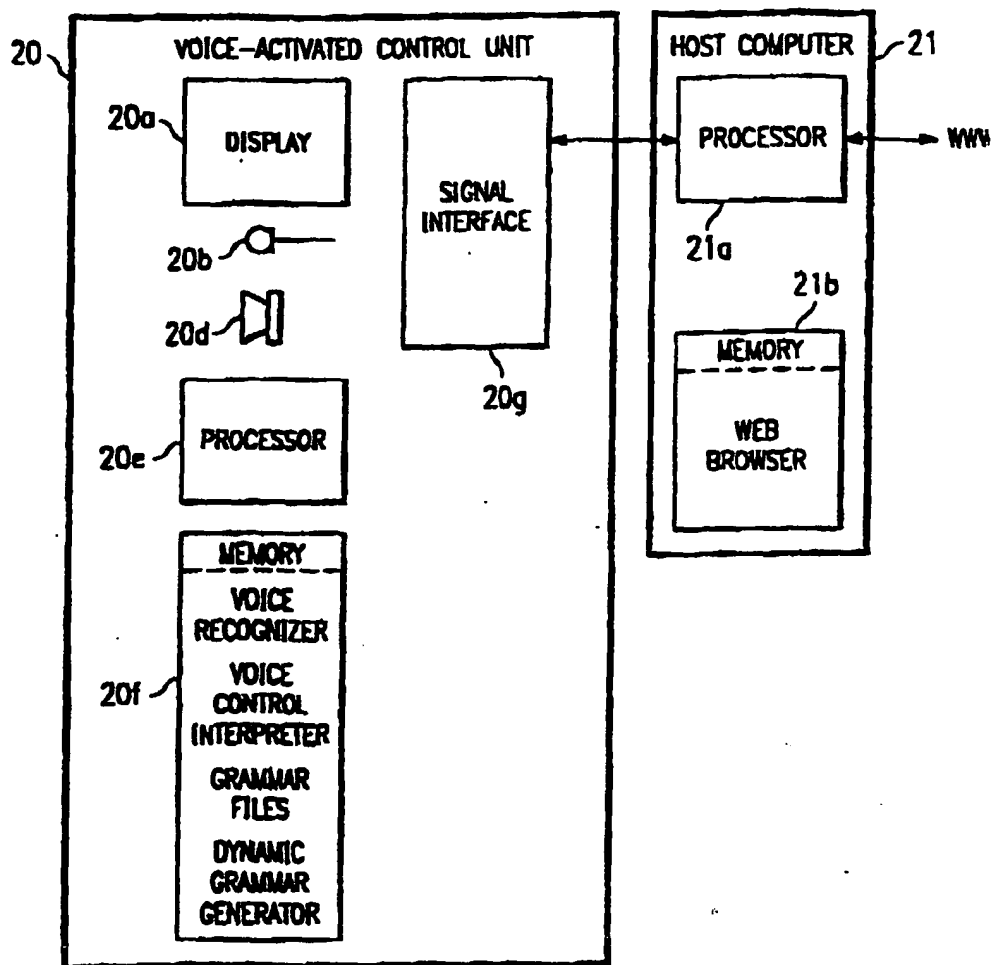 20
VOICE-ACTIVATED CONTROL UNIT
20a
DISPLAY
20b
20d
20e
PROCESSOR
20f
MEMORY
VOICE
RECOGNIZER
VOICE
CONTROL
INTERPRETER
GRAMMAR
FILES
DYNAMIC
GRAMMAR
GENERATOR
SIGNAL
INTERFACE
20g
HOST COMPUTER
21
PROCESSOR
WWW
21a
21b
MEMORY
WEB
BROWSER